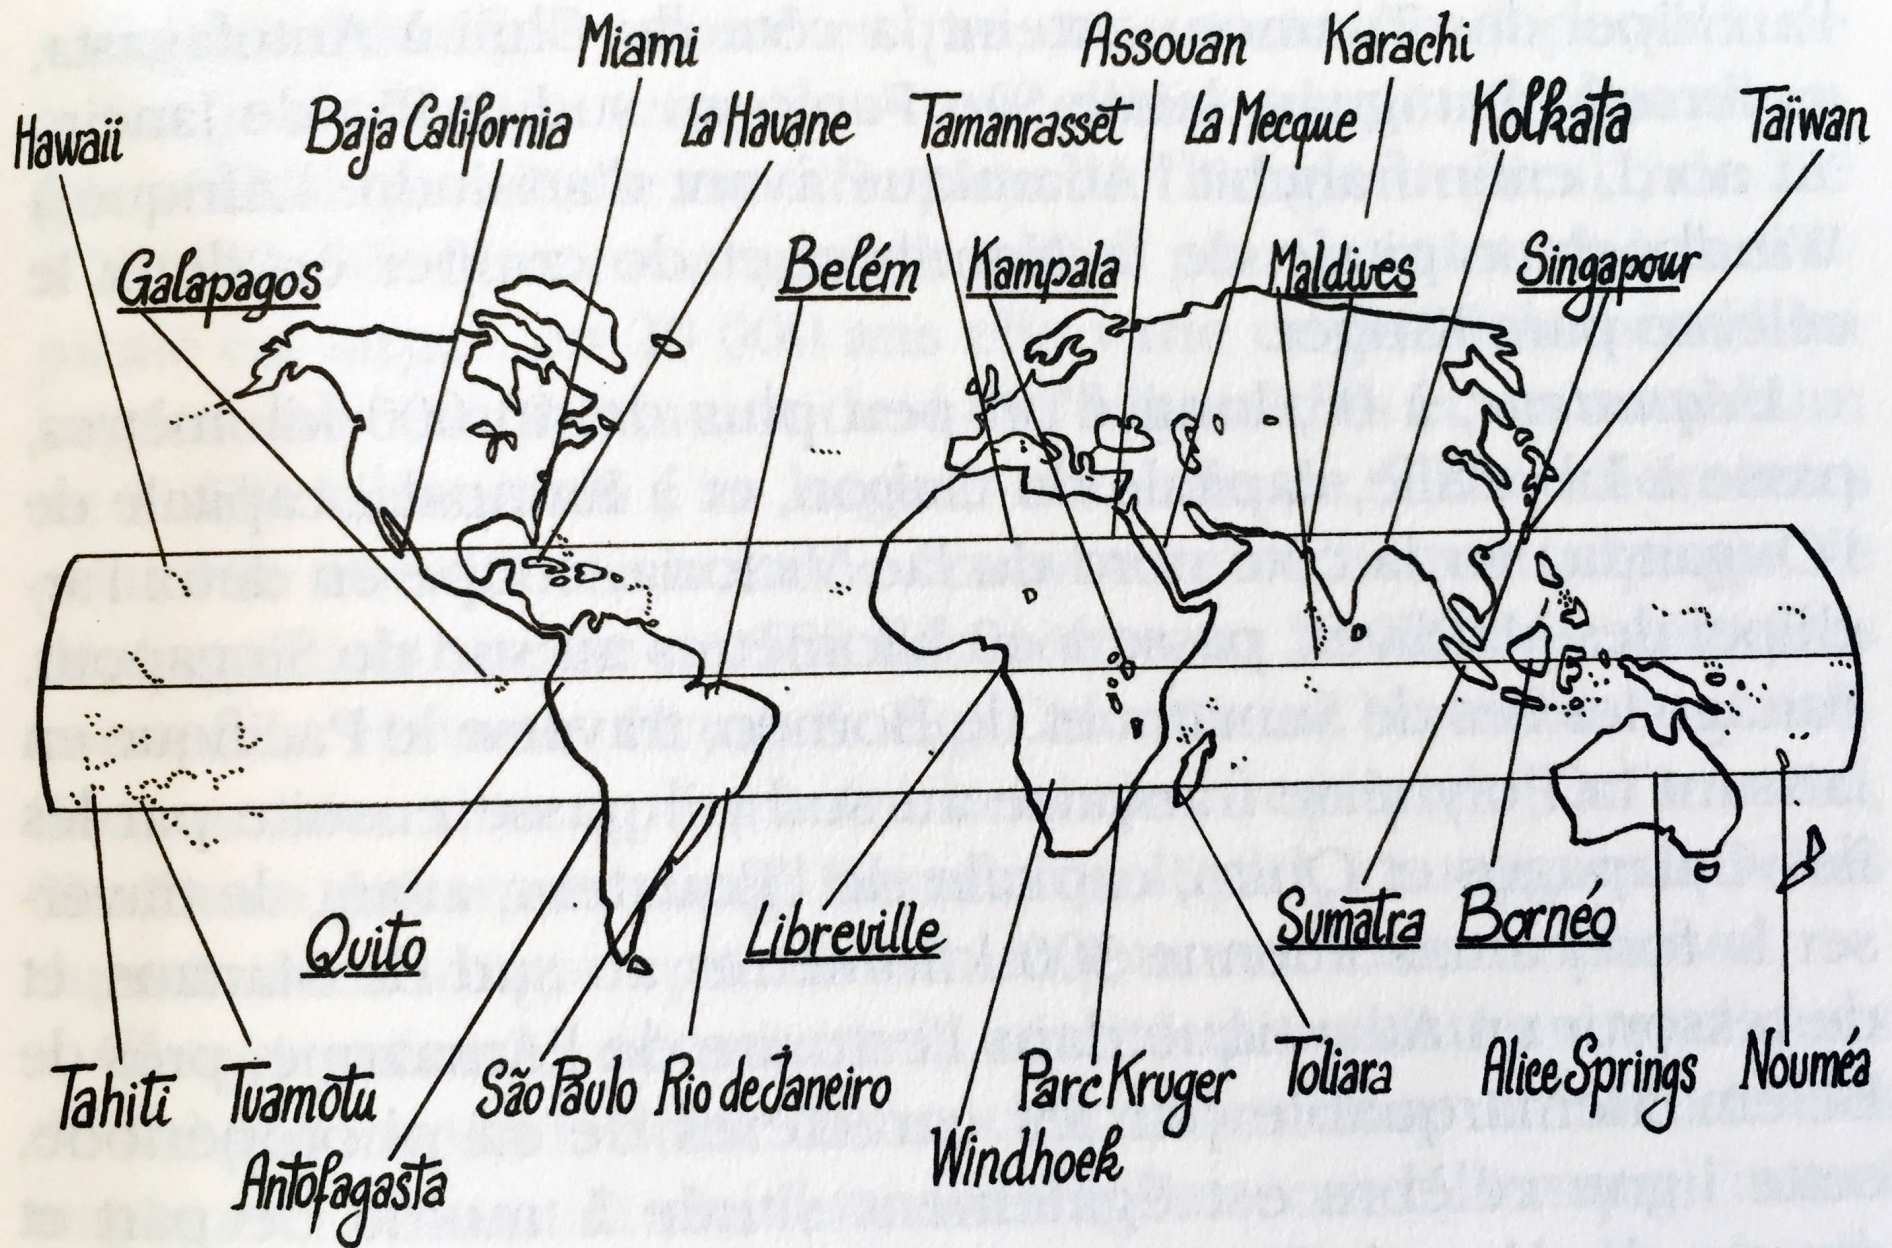 Miami
Assouan
Karachi
Hawaii
Baja California
La Havane
Tamanrasset
La Mecque
Kolkata
Taïwan
Galapagos
Belém
Kampala
Maldives
Singapour
Quito
Libreville
Sumatra
Bornéo
Tahiti
Tuamotu
São Paulo
Rio de Janeiro
Parc Kruger
Toliara
Alice Springs
Nouméa
Antofagasta
Windhoek